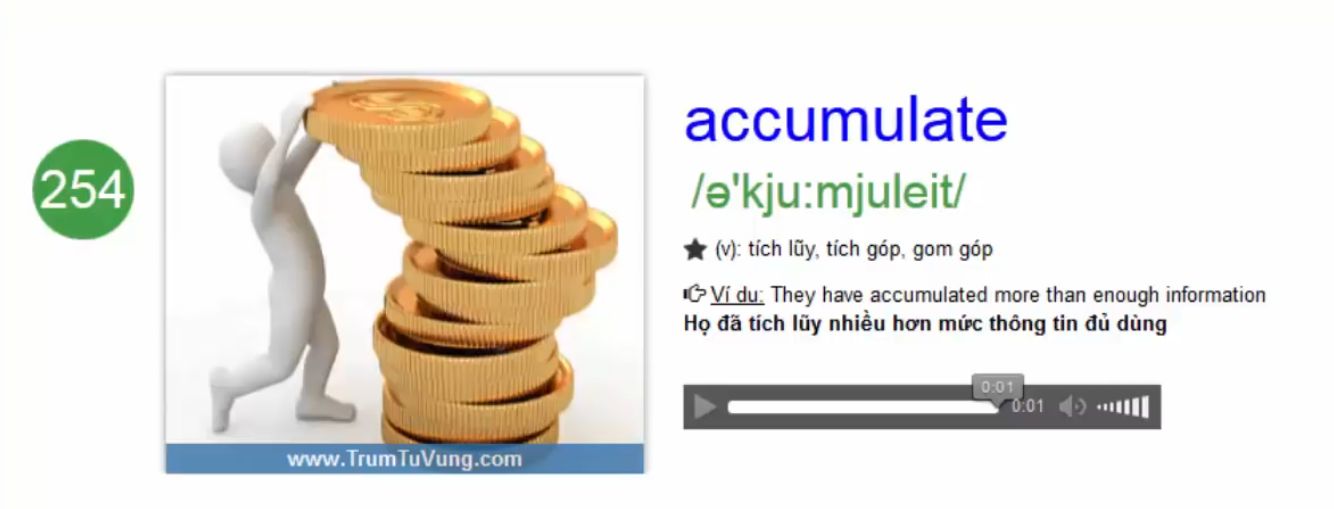 254
accumulate
/ə'kju:mjuleit/
(v): tích lũy, tích góp, gom góp
Ví du: They have accumulated more than enough information
Họ đã tích lũy nhiều hơn mức thông tin đủ dùng
0:01
0:01
www.TrumTuVung.com